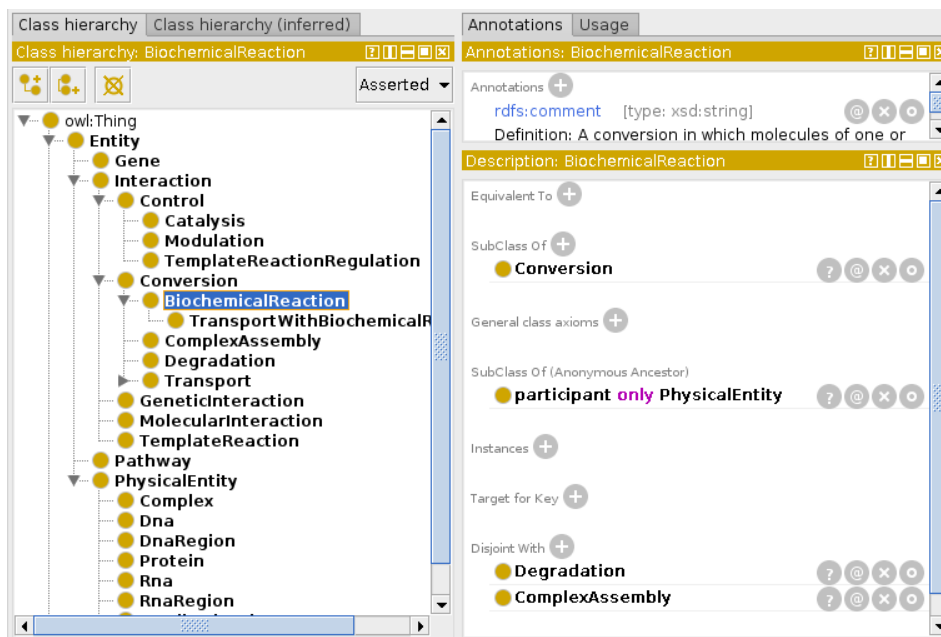 Class hierarchy Class hierarchy (inferred)
Class hierarchy: BiochemicalReaction
Asserted
owl:Thing
Entity
Gene
Interaction
Control
Catalysis
Modulation
TemplateReactionRegulation
Conversion
BiochemicalReaction
TransportWithBiochemicalR
ComplexAssembly
Degradation
Transport
GeneticInteraction
MolecularInteraction
TemplateReaction
Pathway
PhysicalEntity
Complex
Dna
DnaRegion
Protein
Rna
RnaRegion
Annotations Usage
Annotations: BiochemicalReaction
Annotations
rdfs:comment [type: xsd:string]
Definition: A conversion in which molecules of one or
Description: BiochemicalReaction
Equivalent To
SubClass Of
Conversion
General class axioms
SubClass Of (Anonymous Ancestor)
participant only PhysicalEntity
Instances
Target for Key
Disjoint With
Degradation
ComplexAssembly